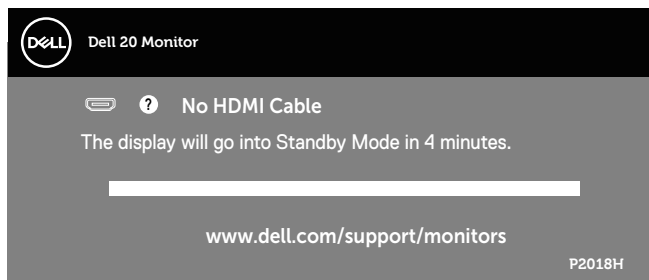 DELL
Dell 20 Monitor
? No HDMI Cable
The display will go into Standby Mode in 4 minutes.
www.dell.com/support/monitors
P2018H